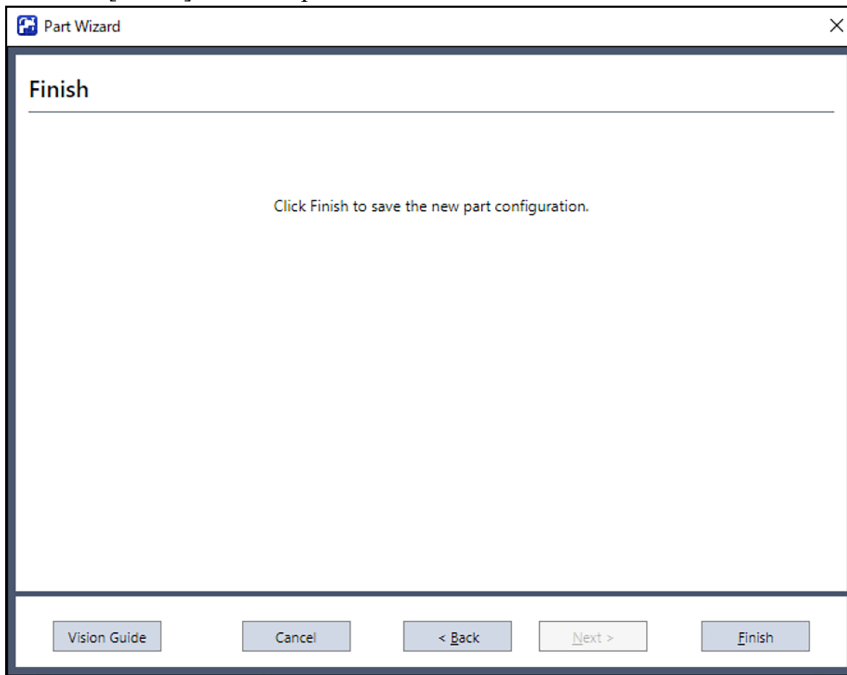 Part Wizard
Finish
Click Finish to save the new part configuration.
Vision Guide Cancel < Back Next > Finish